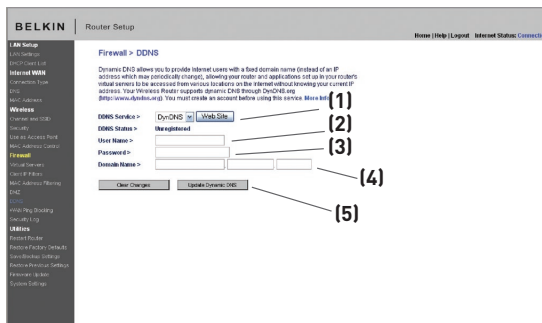 BELKIN
Router Setup
Home | Help | Logout Internet Status: Connecti
LAN Setup
LAN Settings
DHCP Client List
Internet WAN
Connection Type
DNS
MAC Address
Wireless
Channel and SSID
Security
Use as Access Point
MAC Address Control
Firewall
Virtual Servers
Client IP Filters
MAC Address Filtering
DMZ
DDNS
WAN Ping Blocking
Security Log
Utilities
Restart Router
Restore Factory Defaults
Save/Backup Settings
Restore Previous Settings
Firmware Update
System Settings
Firewall > DDNS
Dynamic DNS allows you to provide Internet users with a fixed domain name (instead of an IP
address which may periodically change), allowing your router and applications set up in your router's
virtual servers to be accessed from various locations on the Internet without knowing your current IP
address. Your Wireless Router supports dynamic DNS through DynDNS.org
(http:/www.dyndns.org). You must create an account before using this service. More Info
DDNS Service > DynDNS Web Site (1)
DDNS Status > Unregistered
User Name > (2)
Password > (3)
Domain Name > (4)
Clear Changes Update Dynamic DNS (5)